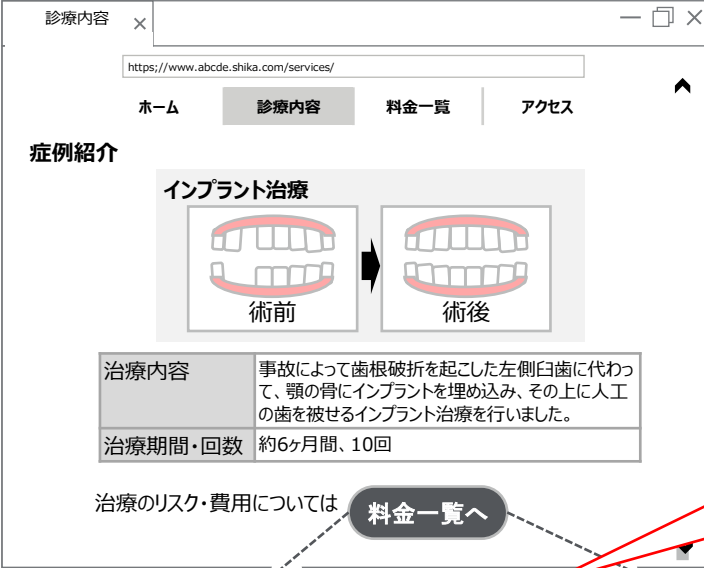 診療内容 ×
https;//www.abcde.shika.com/services/
ホーム 診療内容 料金一覧 アクセス
症例紹介
インプラント治療
術前 術後
治療内容
事故によって歯根破折を起こした左側臼歯に代わっ
て、顎の骨にインプラントを埋め込み、その上に人工
の歯を被せるインプラント治療を行いました。
治療期間・回数 約6ヶ月間、10回
治療のリスク・費用については 料金一覧へ